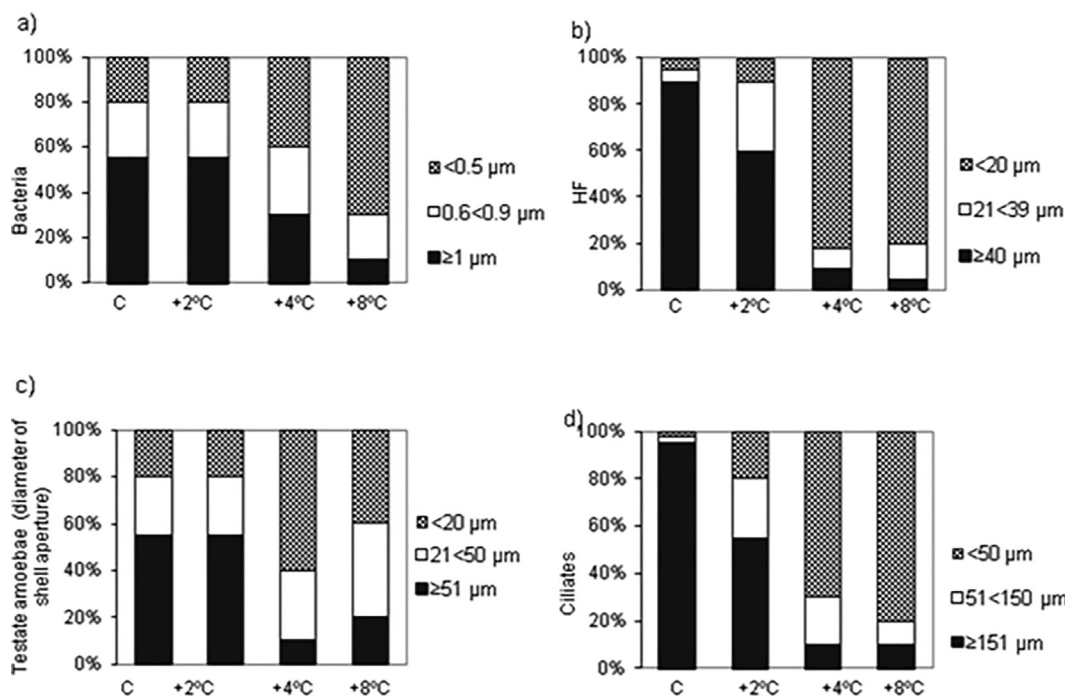 a)
100%
80%
60%
40%
20%
0%
Bacteria
C +2ºC +4ºC +8ºC
<0.5 µm
0.6<0.9 µm
≥1 µm
b)
100%
80%
60%
40%
20%
0%
HF
C +2ºC +4ºC +8ºC
<20 µm
21<39 µm
≥40 µm
c)
100%
80%
60%
40%
20%
0%
Testate amoebae (diameter of
shell aperture)
C +2ºC +4ºC +8ºC
<20 µm
21<50 µm
≥51 µm
d)
100%
80%
60%
40%
20%
0%
Ciliates
C +2ºC +4ºC +8ºC
<50 µm
51<150 µm
≥151 µm